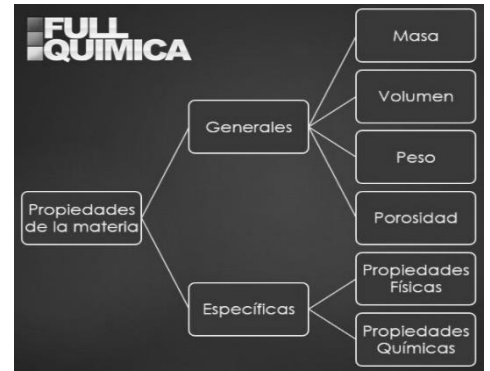 FULL
QUIMICA
Masa
Volumen
Generales
Peso
Propiedades
de la materia
Porosidad
Propiedades
Físicas
Específicas
Propiedades
Químicas